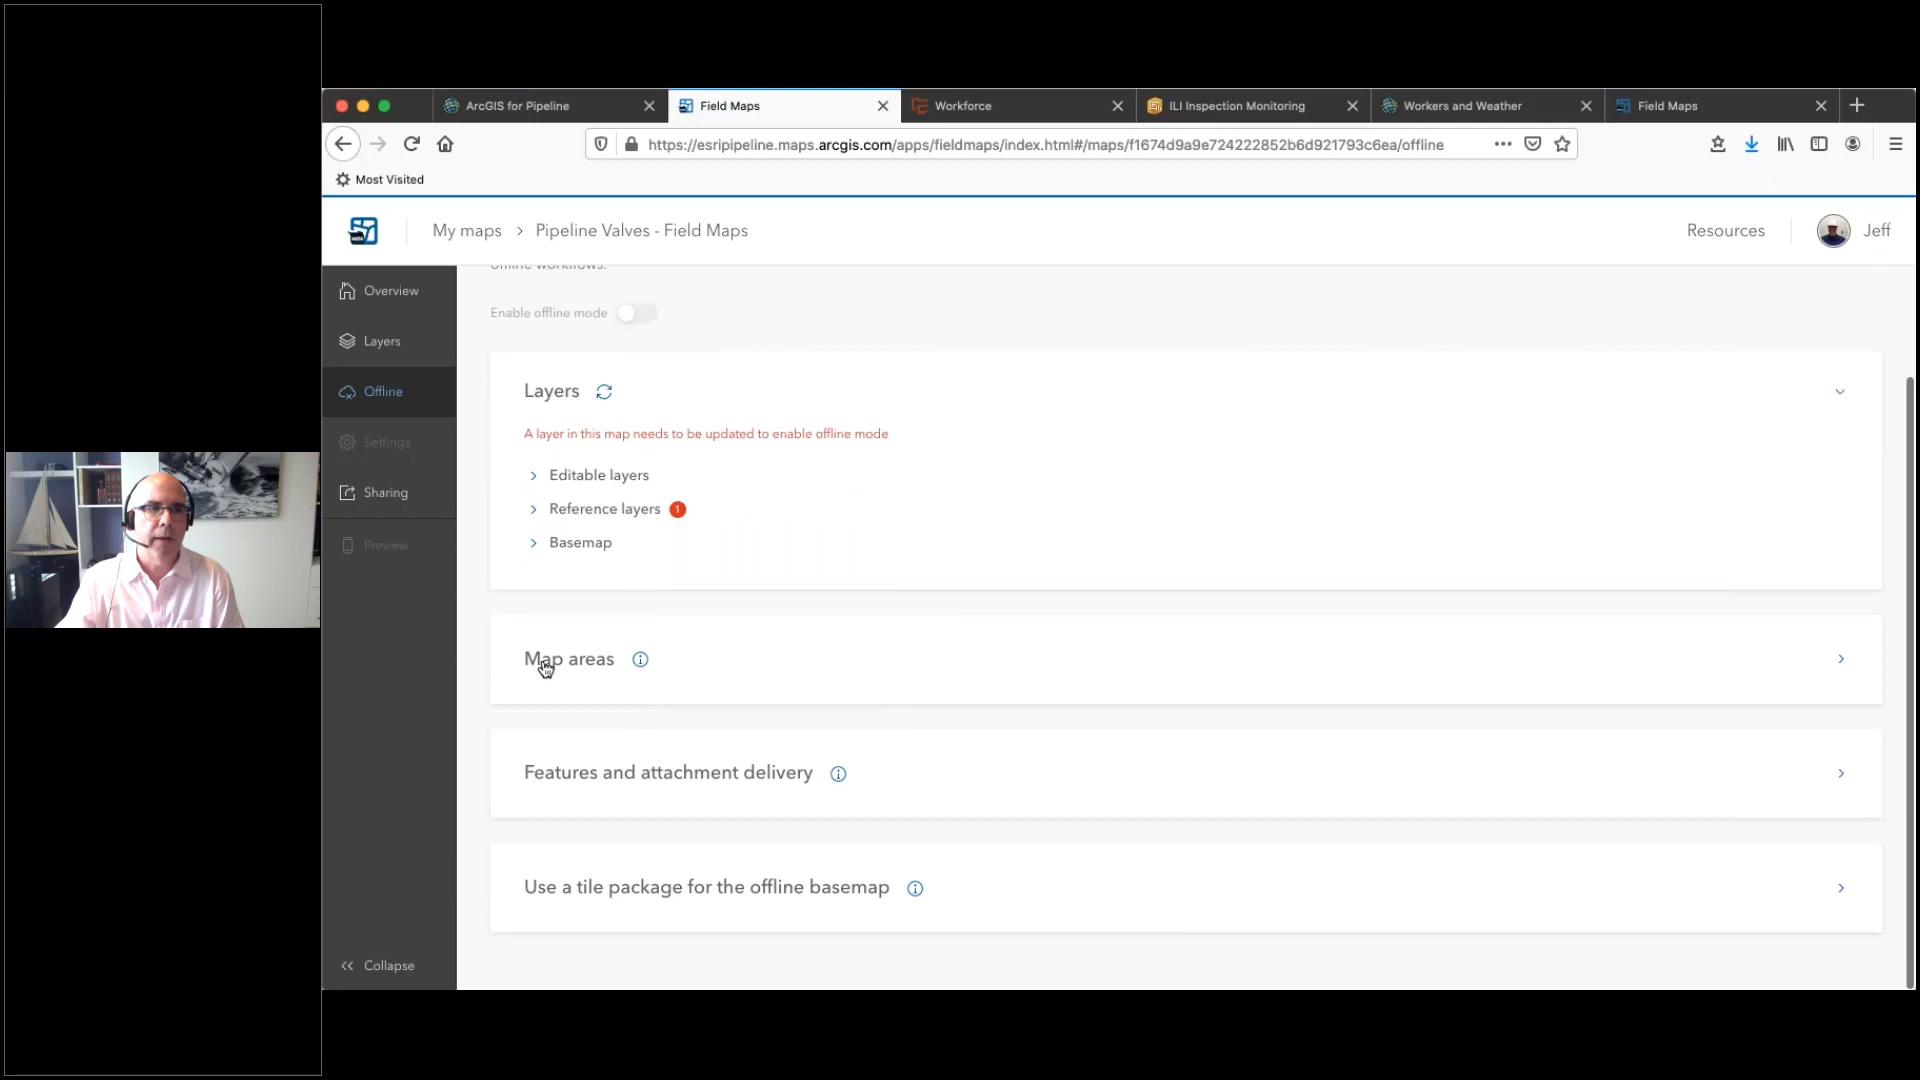 ArcGIS for Pipeline
Field Maps
Workforce
ILI Inspection Monitoring
Workers and Weather
Field Maps
https://esripipeline.maps.arcgis.com/apps/fieldmaps/index.html#/maps/f1674d9a9e724222852b6d921793c6ea/offline
Most Visited
My maps > Pipeline Valves - Field Maps
Resources
Jeff
Overview
Layers
Offline
Settings
Sharing
Preview
Collapse
offline workflows.
Enable offline mode
Layers
A layer in this map needs to be updated to enable offline mode
Editable layers
Reference layers 1
Basemap
Map areas
Features and attachment delivery
Use a tile package for the offline basemap